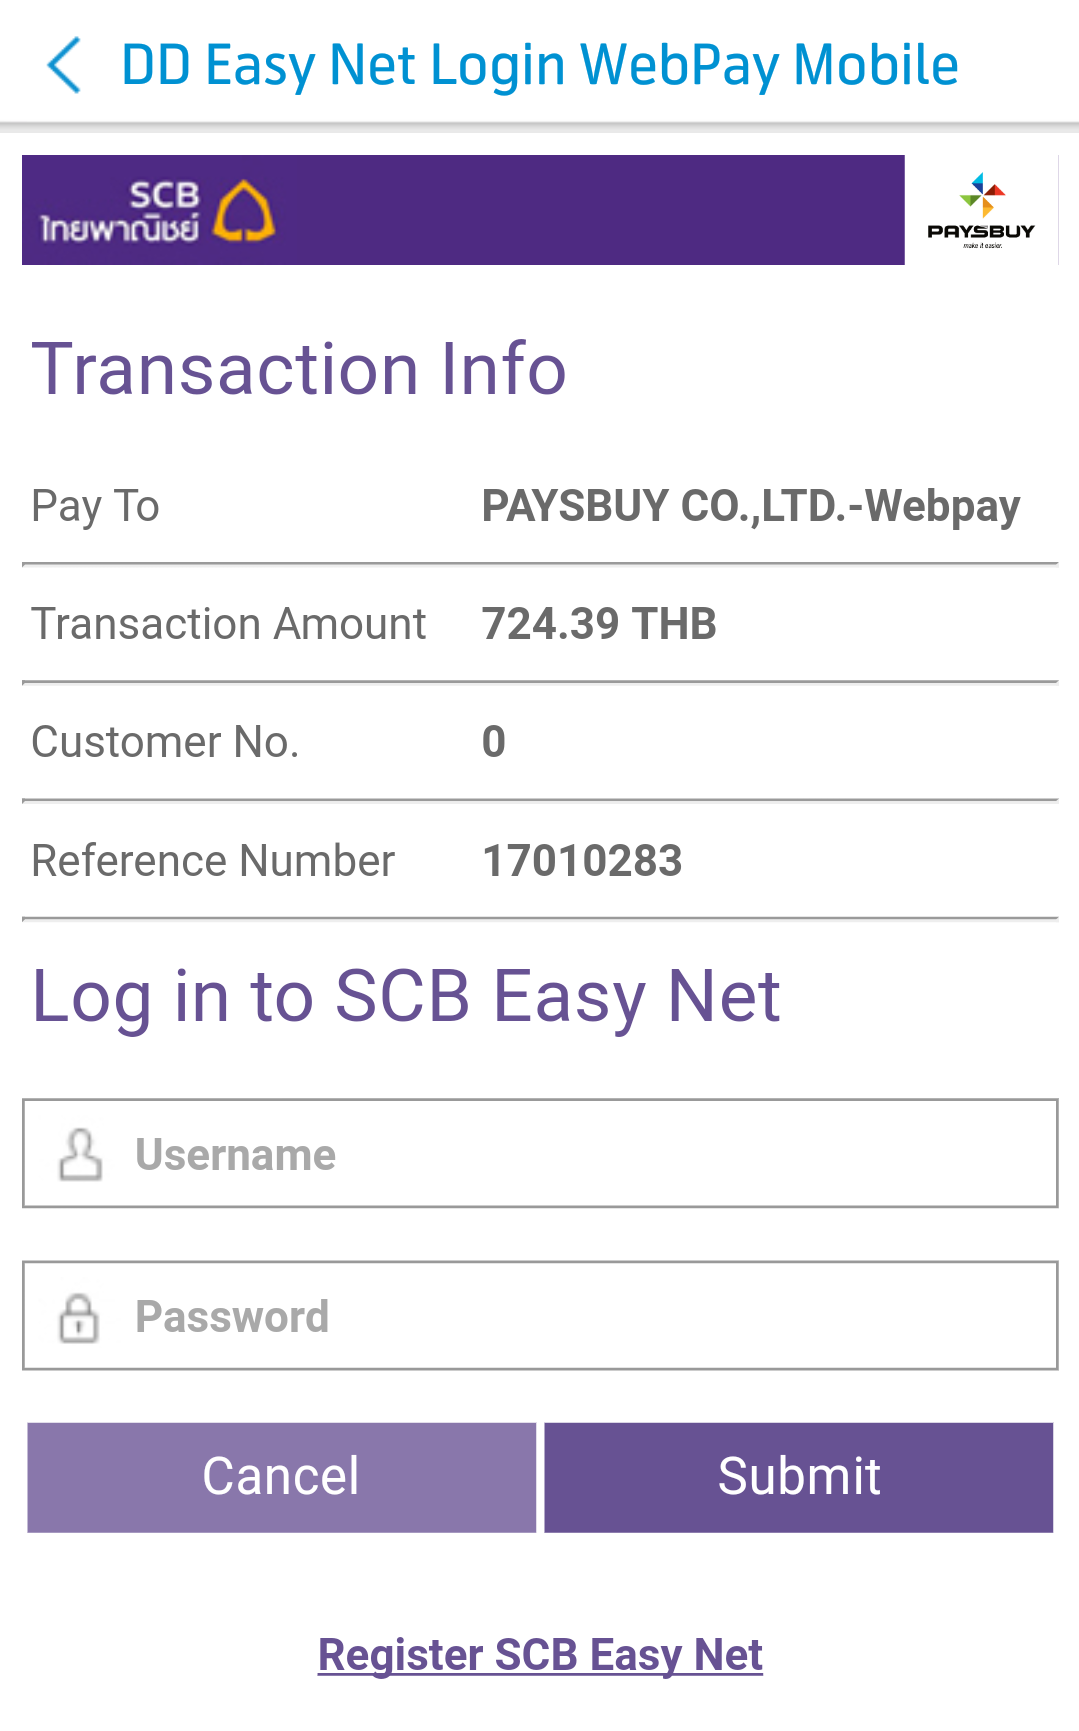 DD Easy Net Login WebPay Mobile
SCB
ไทยพาณิชย์
PAYSBUY
make it easier.
Transaction Info
Pay To PAYSBUY CO.,LTD.-Webpay
Transaction Amount 724.39 THB
Customer No. 0
Reference Number 17010283
Log in to SCB Easy Net
Username
Password
Cancel Submit
Register SCB Easy Net